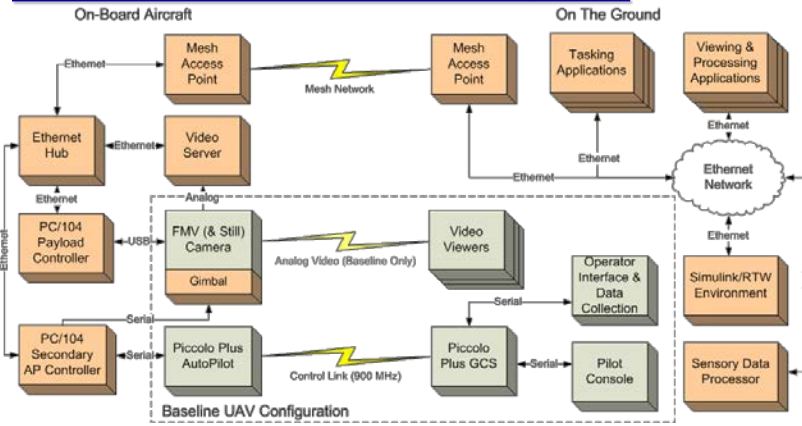 On-Board Aircraft
On The Ground
Mesh
Access
Point
Mesh
Access
Point
Tasking
Applications
Viewing &
Processing
Applications
Ethernet
Mesh Network
Ethernet
Hub
Ethernet
Video
Server
Ethernet
Ethernet
Ethernet
Ethernet
Network
Ethernet
Analog
Ethernet
PC/104
Payload
Controller
USB
FMV (& Still)
Camera
Gimbal
Analog Video (Baseline Only)
Video
Viewers
Ethernet
Operator
Interface &
Data
Collection
Simulink/RTW
Environment
Ethernet
Serial
Serial
PC/104
Secondary
AP Controller
Serial
Piccolo Plus
AutoPilot
Control Link (900 MHz)
Piccolo
Plus GCS
Serial
Pilot
Console
Sensory Data
Processor
Baseline UAV Configuration